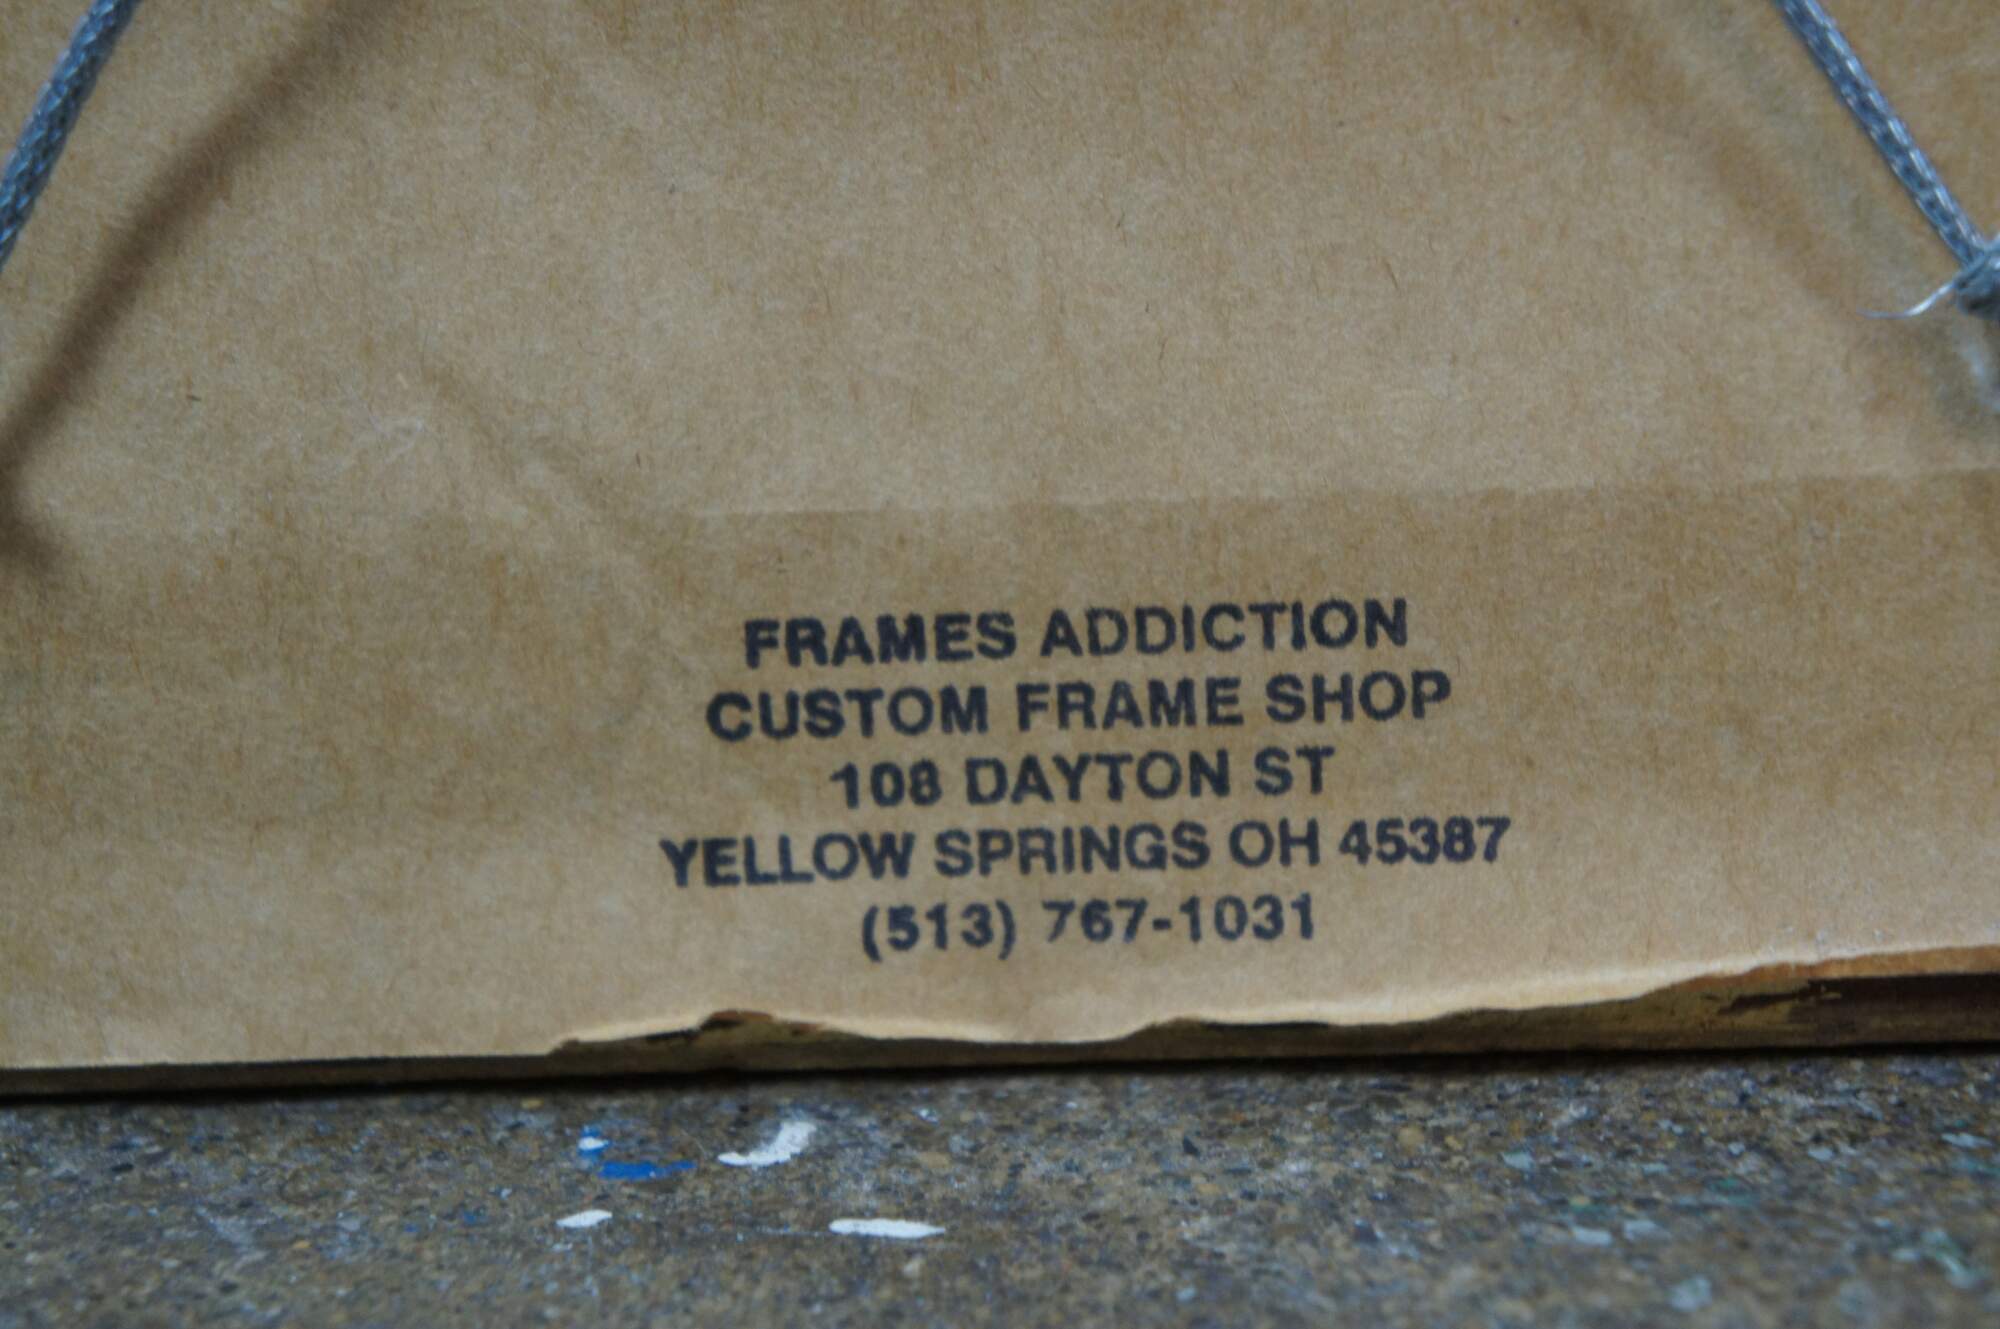 FRAMES ADDICTION
CUSTOM FRAME SHOP
108 DAYTON ST
YELLOW SPRINGS OH 45387
(513) 767-1031